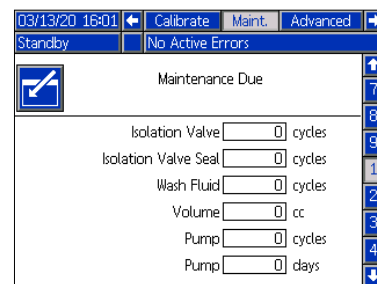 03/13/20 16:01 Calibrate Maint. Advanced
Standby No Active Errors
Maintenance Due
7
8
9
1
2
3
4
Isolation Valve 0 cycles
Isolation Valve Seal 0 cycles
Wash Fluid 0 cycles
Volume 0 cc
Pump 0 cycles
Pump 0 days